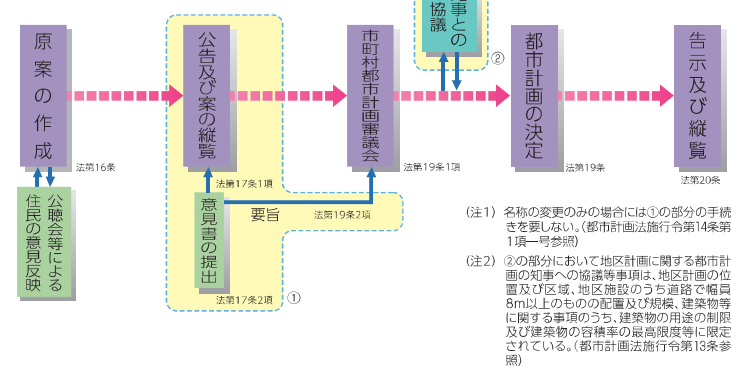 原案の作成
法第16条
公聴会等による
住民の意見反映
公告及び案の縦覧
法第17条1項
意見書の提出
法第17条2項
要旨
法第19条2項
①
市町村都市計画審議会
法第19条1項
事との
協議
②
都市計画の決定
法第19条
告示及び縦覧
法第20条
(注1) 名称の変更のみの場合には①の部分の手続
きを要しない。(都市計画法施行令第14条第
1項一号参照)
(注2) ②の部分において地区計画に関する都市計
画の知事への協議等事項は、地区計画の位
置及び区域、地区施設のうち道路で幅員
8m以上のものの配置及び規模、建築物等
に関する事項のうち、建築物の用途の制限
及び建築物の容積率の最高限度等に限定
されている。(都市計画法施行令第13条参
照)